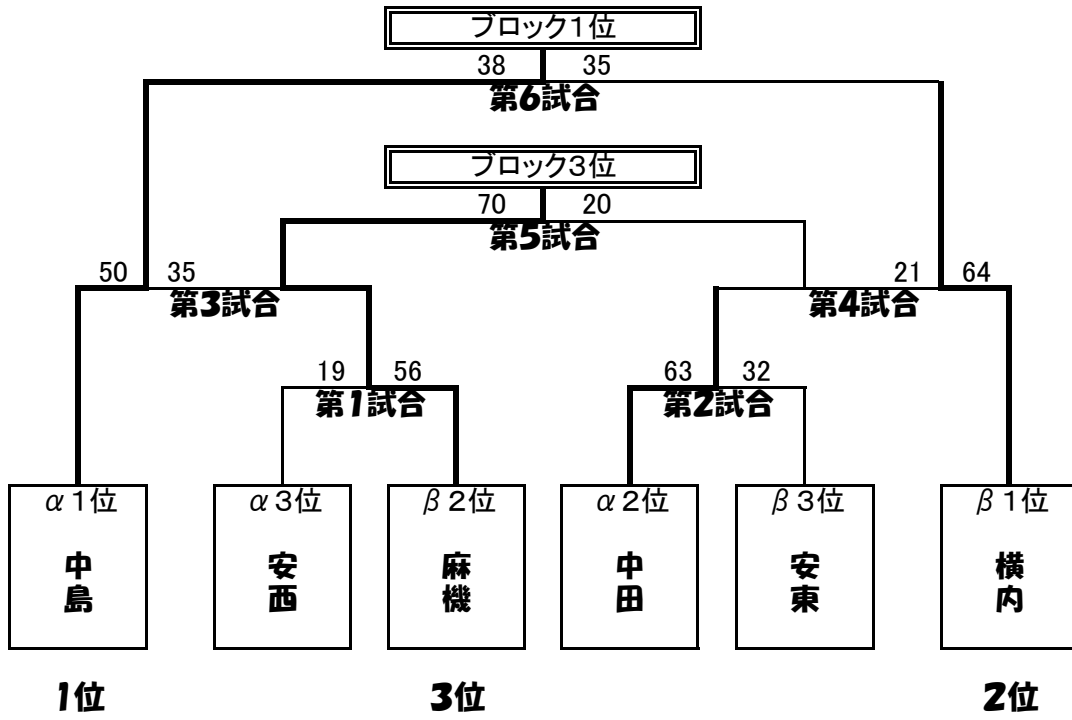 ブロック1位
38 35
第6試合
ブロック3位
70 20
第5試合
50 35 21 64
第3試合 第4試合
19 56 63 32
第1試合 第2試合
α1位 α3位 β2位 α2位 β3位 β1位
中島 安西 麻機 中田 安東 横内
1位 3位 2位